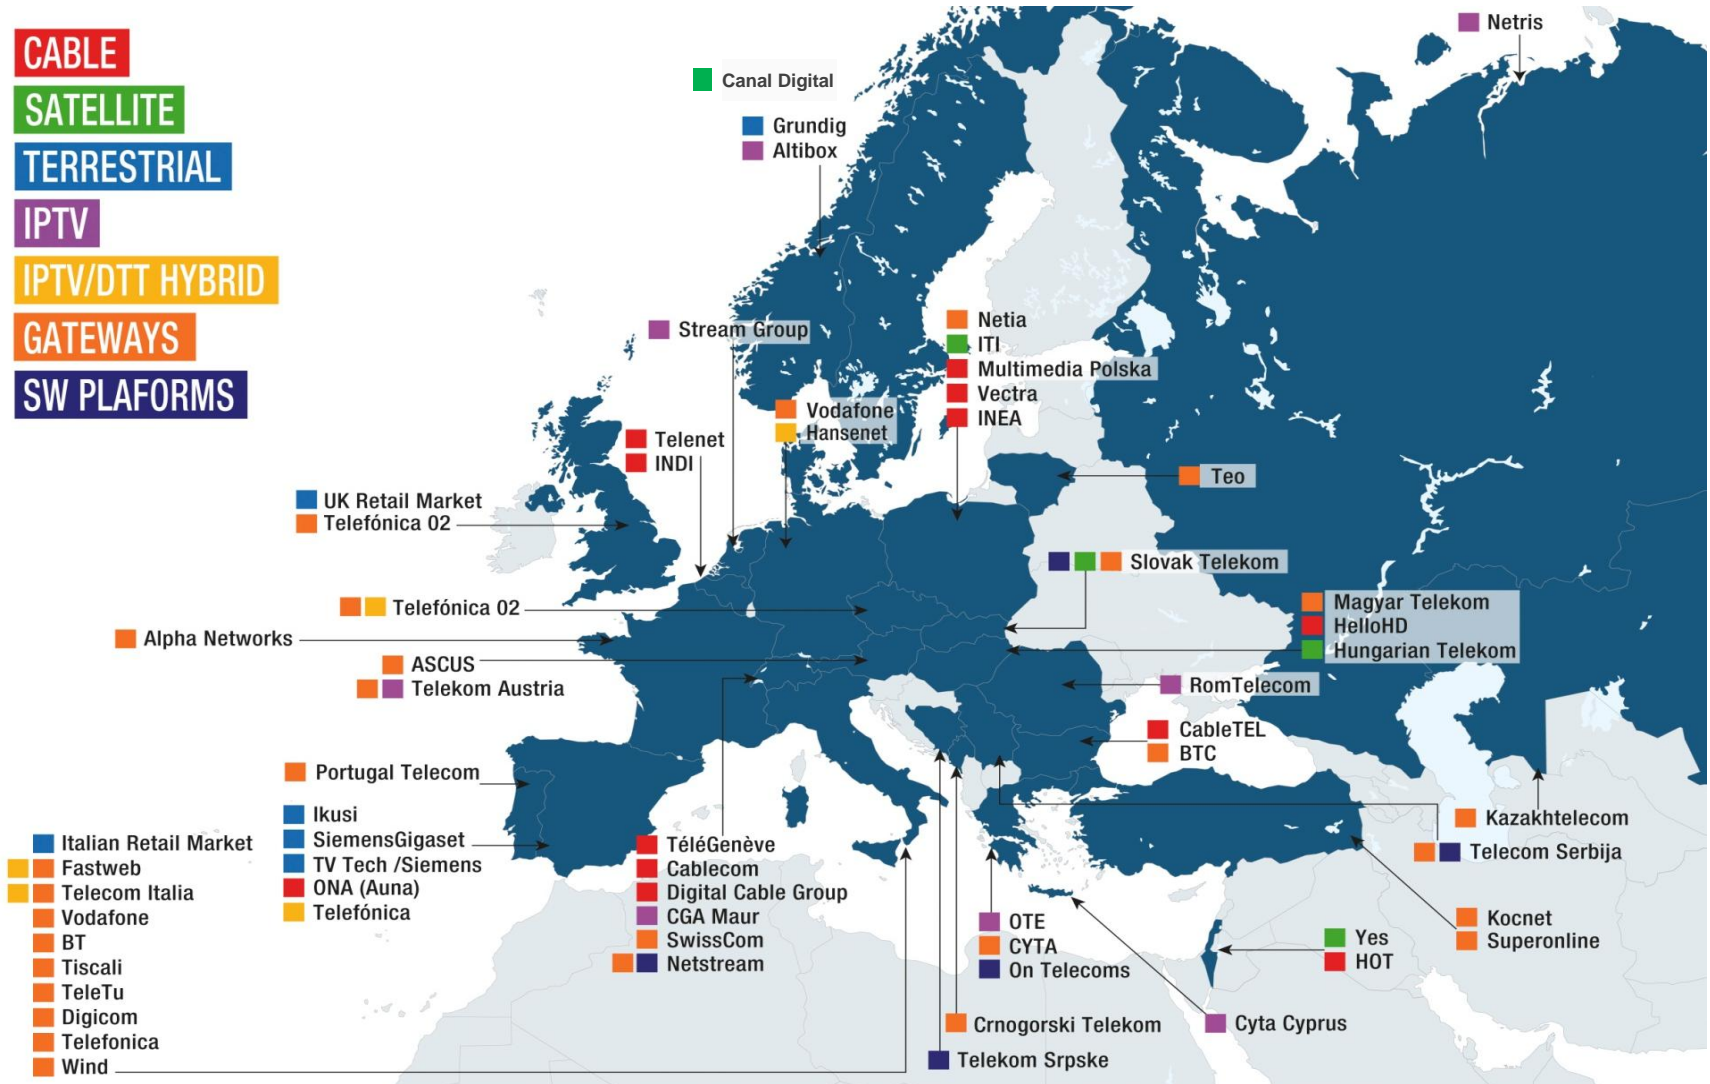 CABLE
SATELLITE
TERRESTRIAL
IPTV
IPTV/DTT HYBRID
GATEWAYS
SW PLAFORMS
Netris
Canal Digital
Grundig
Altibox
Stream Group
Netia
ITI
Multimedia Polska
Vectra
INEA
Vodafone
Hansenet
Telenet
INDI
Teo
UK Retail Market
Telefónica 02
Slovak Telekom
Telefónica 02
Magyar Telekom
HelloHD
Hungarian Telekom
Alpha Networks
ASCUS
Telekom Austria
RomTelecom
CableTEL
BTC
Portugal Telecom
Ikusi
SiemensGigaset
TV Tech /Siemens
ONA (Auna)
Telefónica
Italian Retail Market
Fastweb
Telecom Italia
Vodafone
BT
Tiscali
TeleTu
Digicom
Telefonica
Wind
TéléGenève
Cablecom
Digital Cable Group
CGA Maur
SwissCom
Netstream
OTE
CYTA
On Telecoms
Kazakhtelecom
Telecom Serbija
Kocnet
Superonline
Yes
HOT
Crnogorski Telekom
Cyta Cyprus
Telekom Srpske